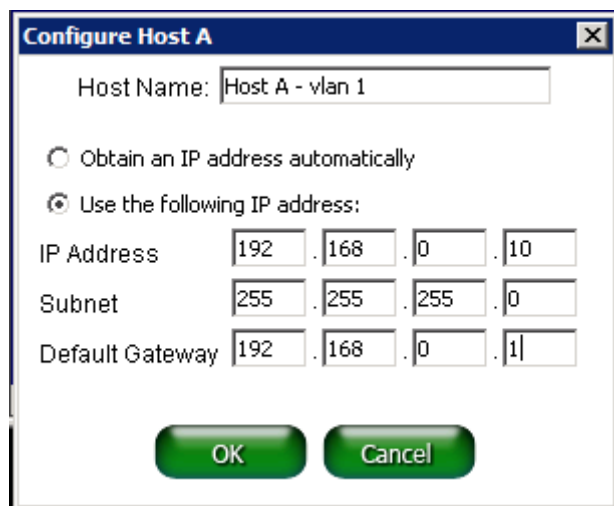 Configure Host A
Host Name: Host A - vlan 1
Obtain an IP address automatically
Use the following IP address:
IP Address 192 . 168 . 0 . 10
Subnet 255 . 255 . 255 . 0
Default Gateway 192 . 168 . 0 . 1
OK Cancel